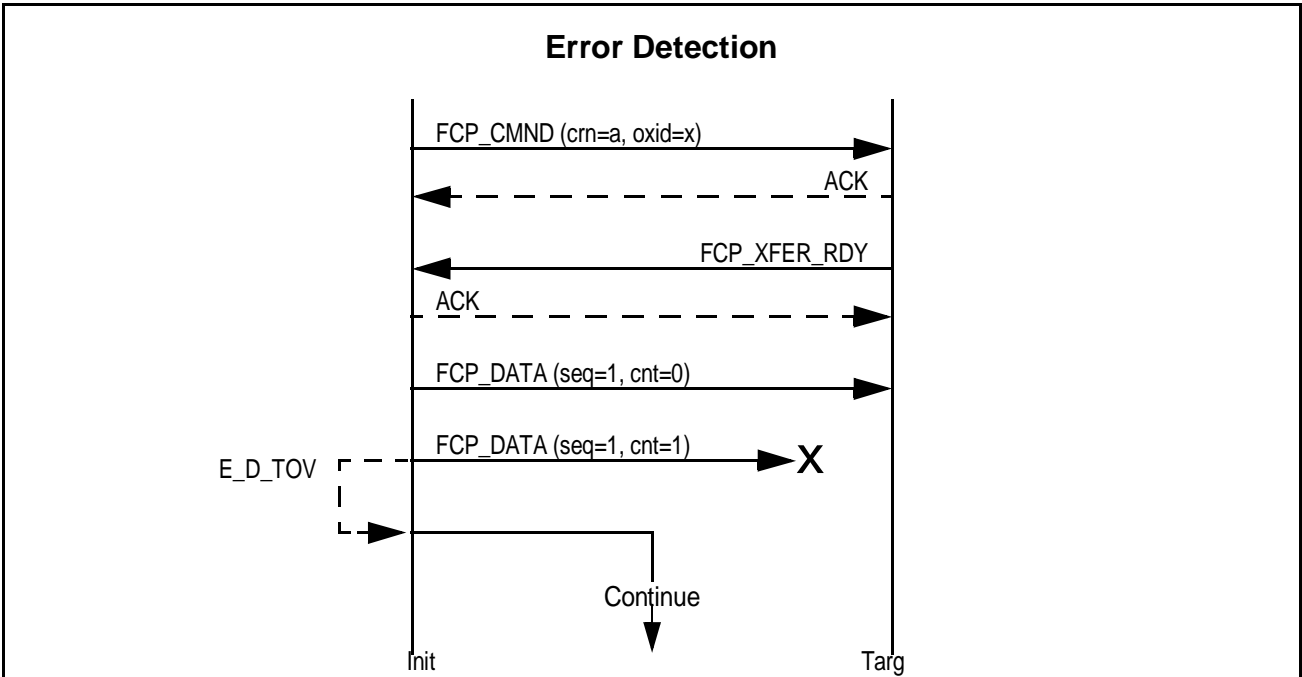 Error Detection
FCP_CMND (crn=a, oxid=x)
ACK
FCP_XFER_RDY
ACK
FCP_DATA (seq=1, cnt=0)
FCP_DATA (seq=1, cnt=1)
X
E_D_TOV
Continue
Init
Targ